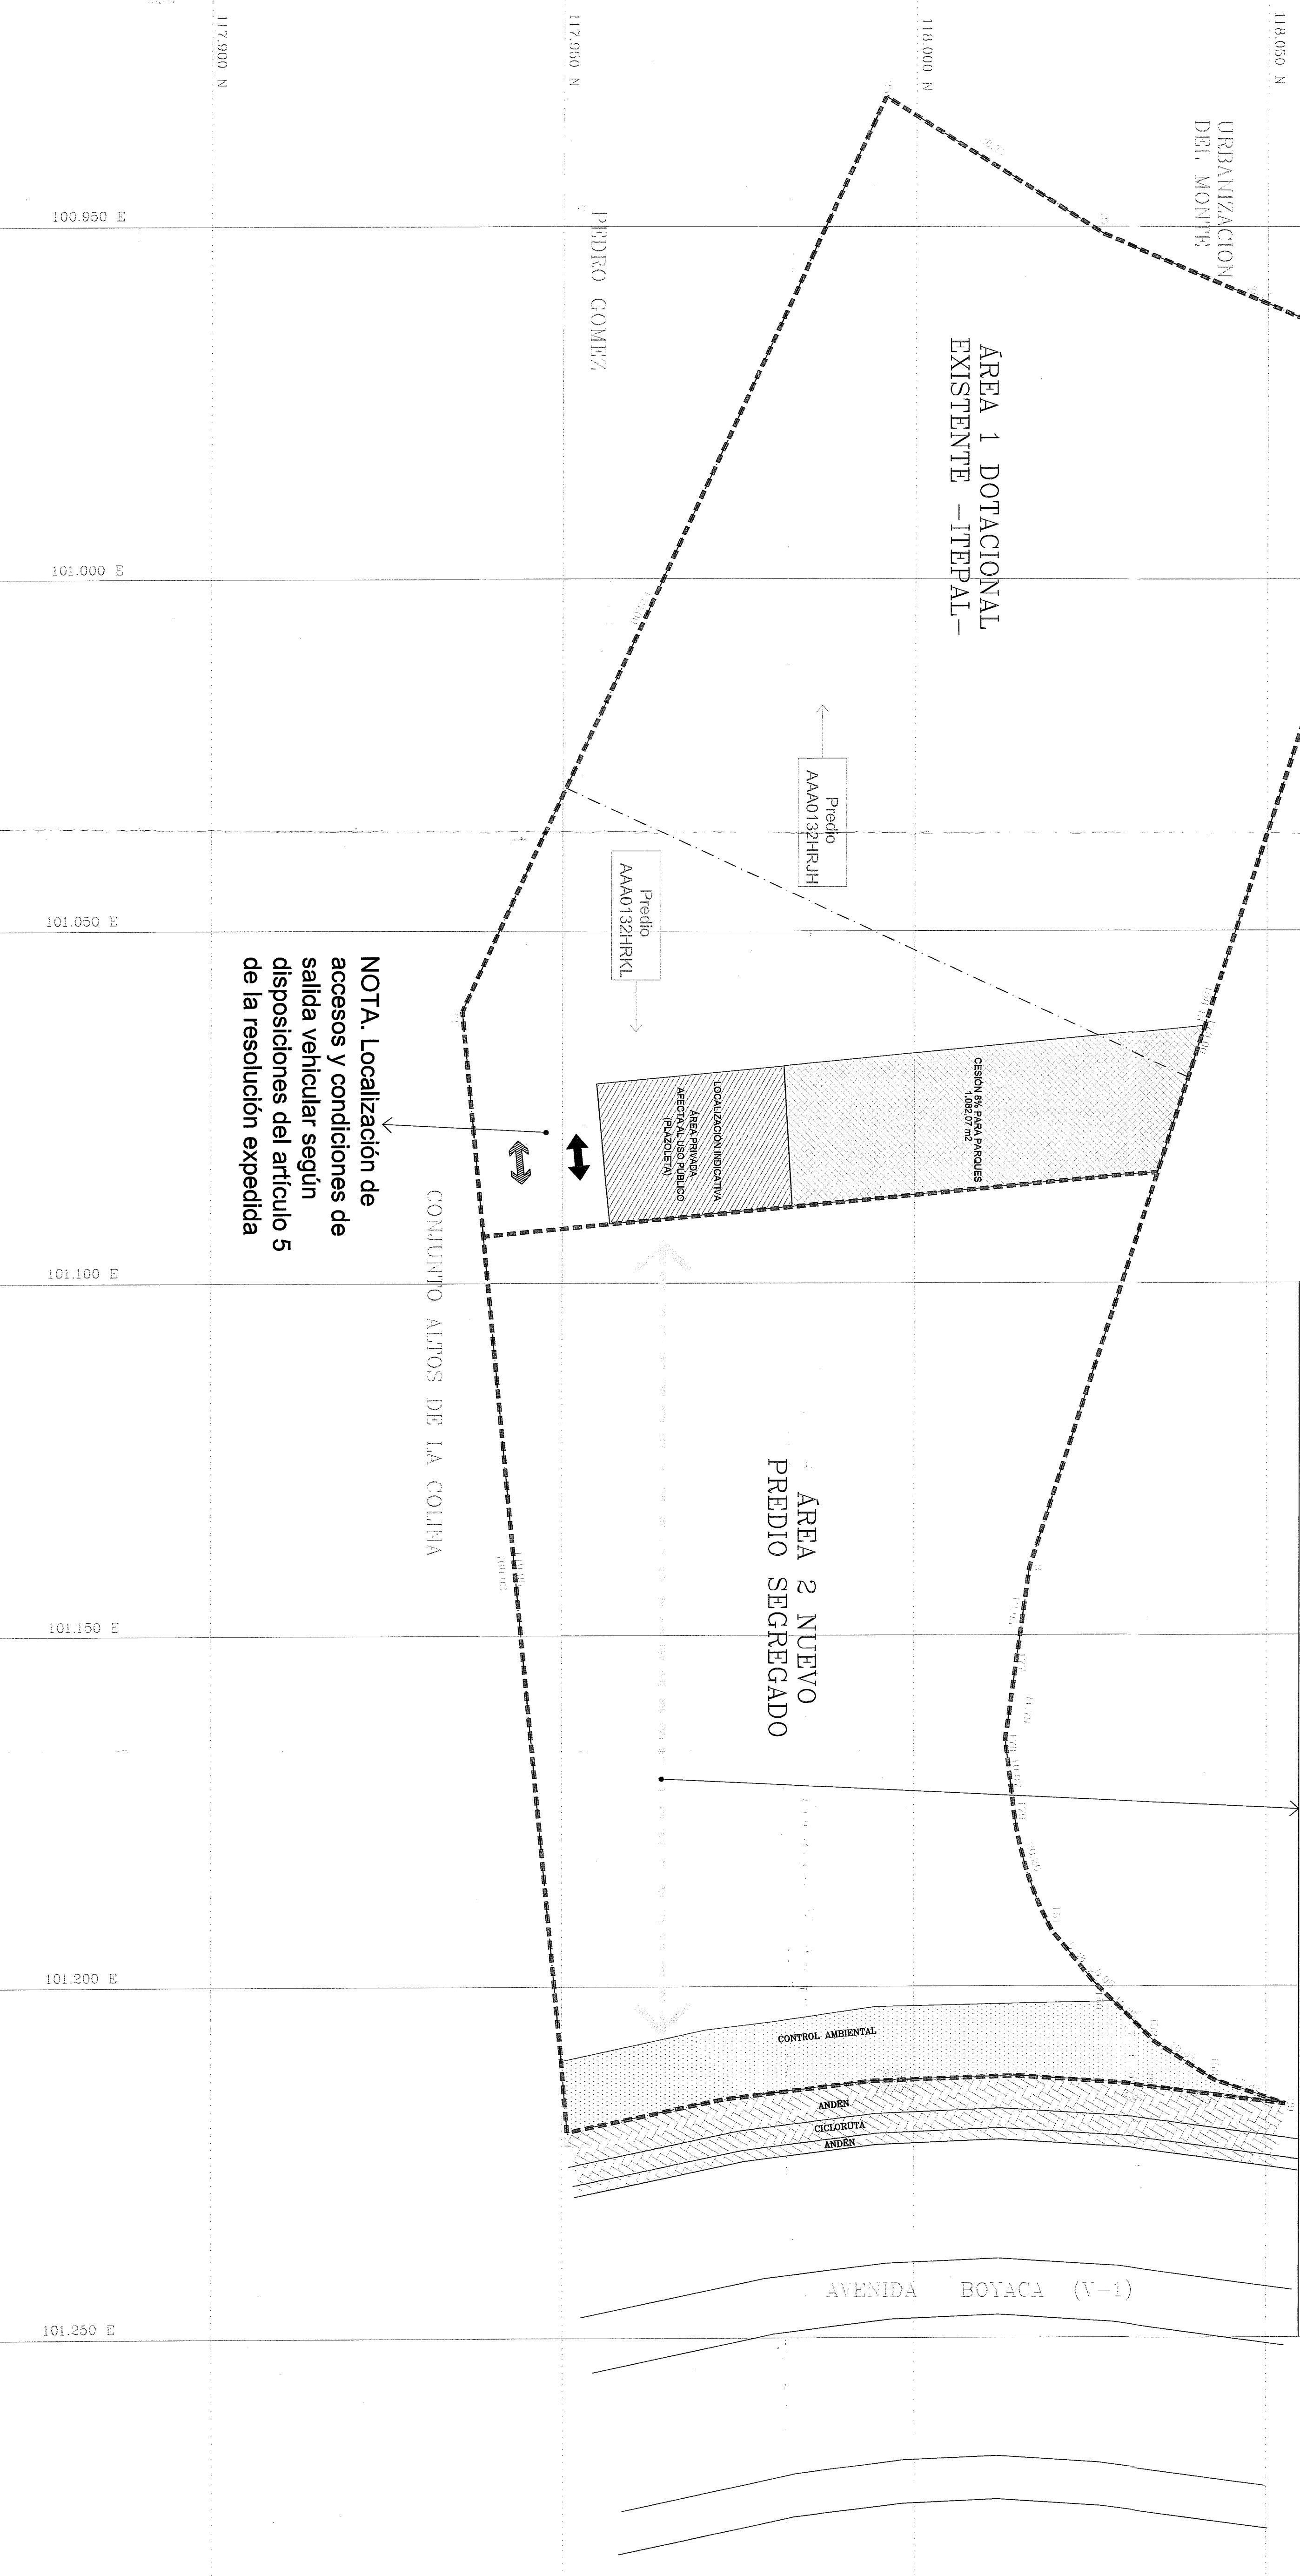 117.900 N
117.950 N
118.000 N
118.050 N
URBANIZACION
DEL MONTE
100.950 E
PEDRO GOMEZ
ÁREA 1 DOTACIONAL
EXISTENTE -ITEPAL-
101.000 E
Predio
AAA0132HRJH
Predio
AAA0132HRKL
101.050 E
NOTA. Localización de
accesos y condiciones de
salida vehicular según
disposiciones del artículo 5
de la resolución expedida
CESIÓN 8% PARA PARQUES
1.082,07 m2
LOCALIZACIÓN INDICATIVA
ÁREA PRIVADA
AFECTA AL USO PÚBLICO
(PLAZOLETA)
CONJUNTO ALTOS DE LA COLINA
101.100 E
ÁREA 2 NUEVO
PREDIO SEGREGADO
101.150 E
101.200 E
CONTROL AMBIENTAL
ANDÉN
CICLORUTA
ANDÉN
AVENIDA BOYACA (V-1)
101.250 E